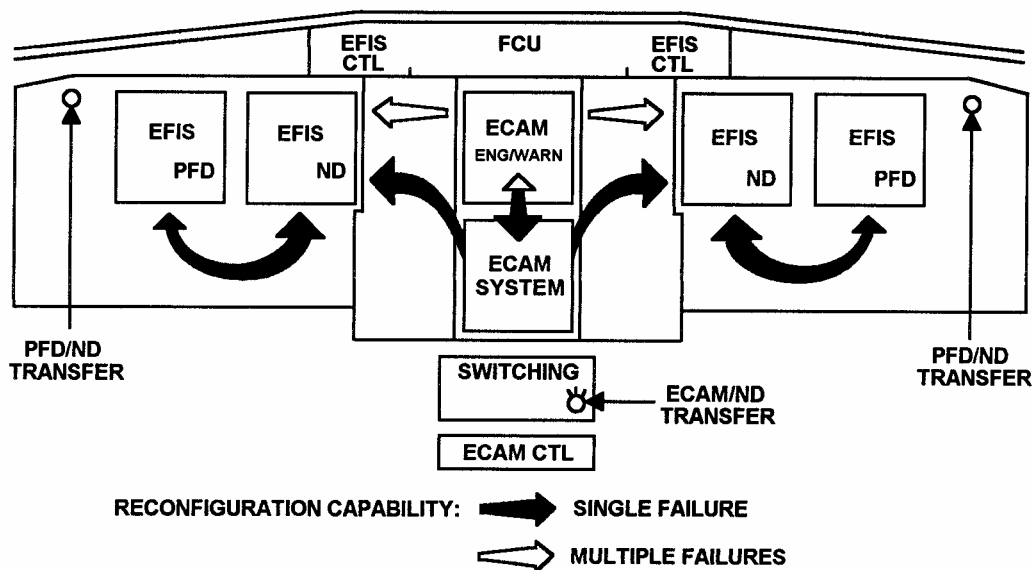 EFIS CTL
FCU
EFIS CTL
EFIS
PFD
EFIS
ND
ECAM
ENG/WARN
EFIS
ND
EFIS
PFD
ECAM
SYSTEM
PFD/ND
TRANSFER
PFD/ND
TRANSFER
SWITCHING
ECAM/ND
TRANSFER
ECAM CTL
RECONFIGURATION CAPABILITY:
SINGLE FAILURE
MULTIPLE FAILURES